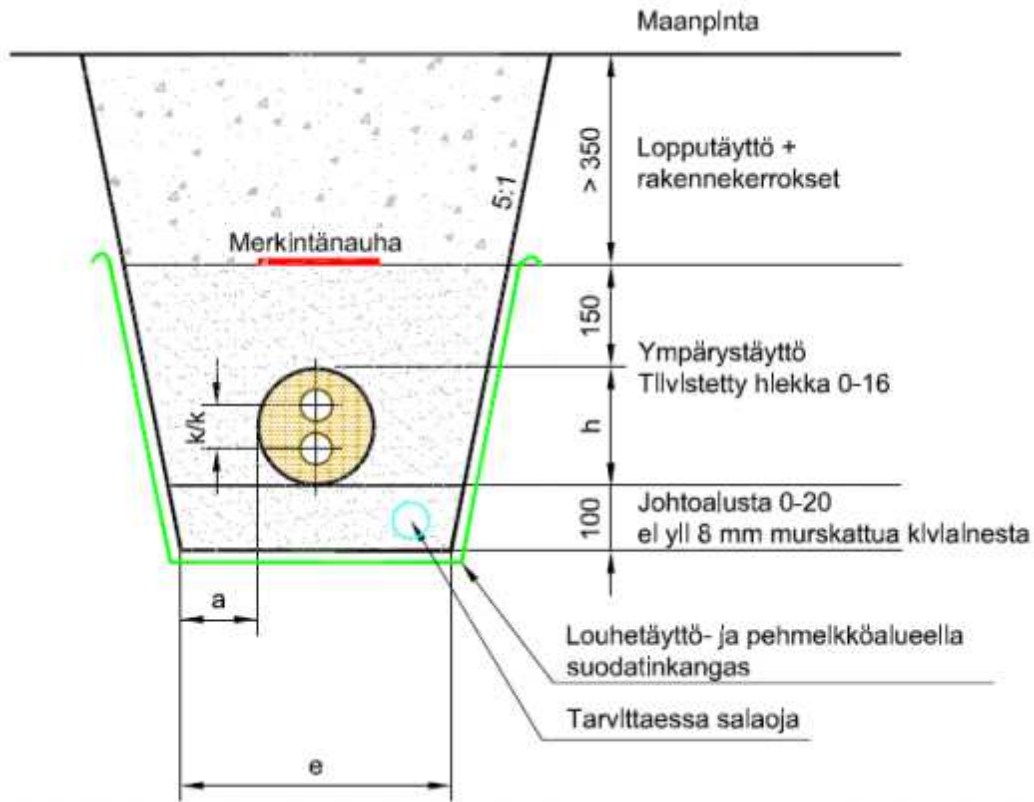 Maanpinta
> 350
Lopputäyttö +
rakennekerrokset
5:1
Merkintänauha
150
Ympärystäyttö
Tiivistetty hiekka 0-16
k/k
h
100
Johtoalusta 0-20
ei yli 8 mm murskattua kiviainesta
a
Louhetäyttö- ja pehmeikköalueella
suodatinkangas
Tarvittaessa salaoja
e